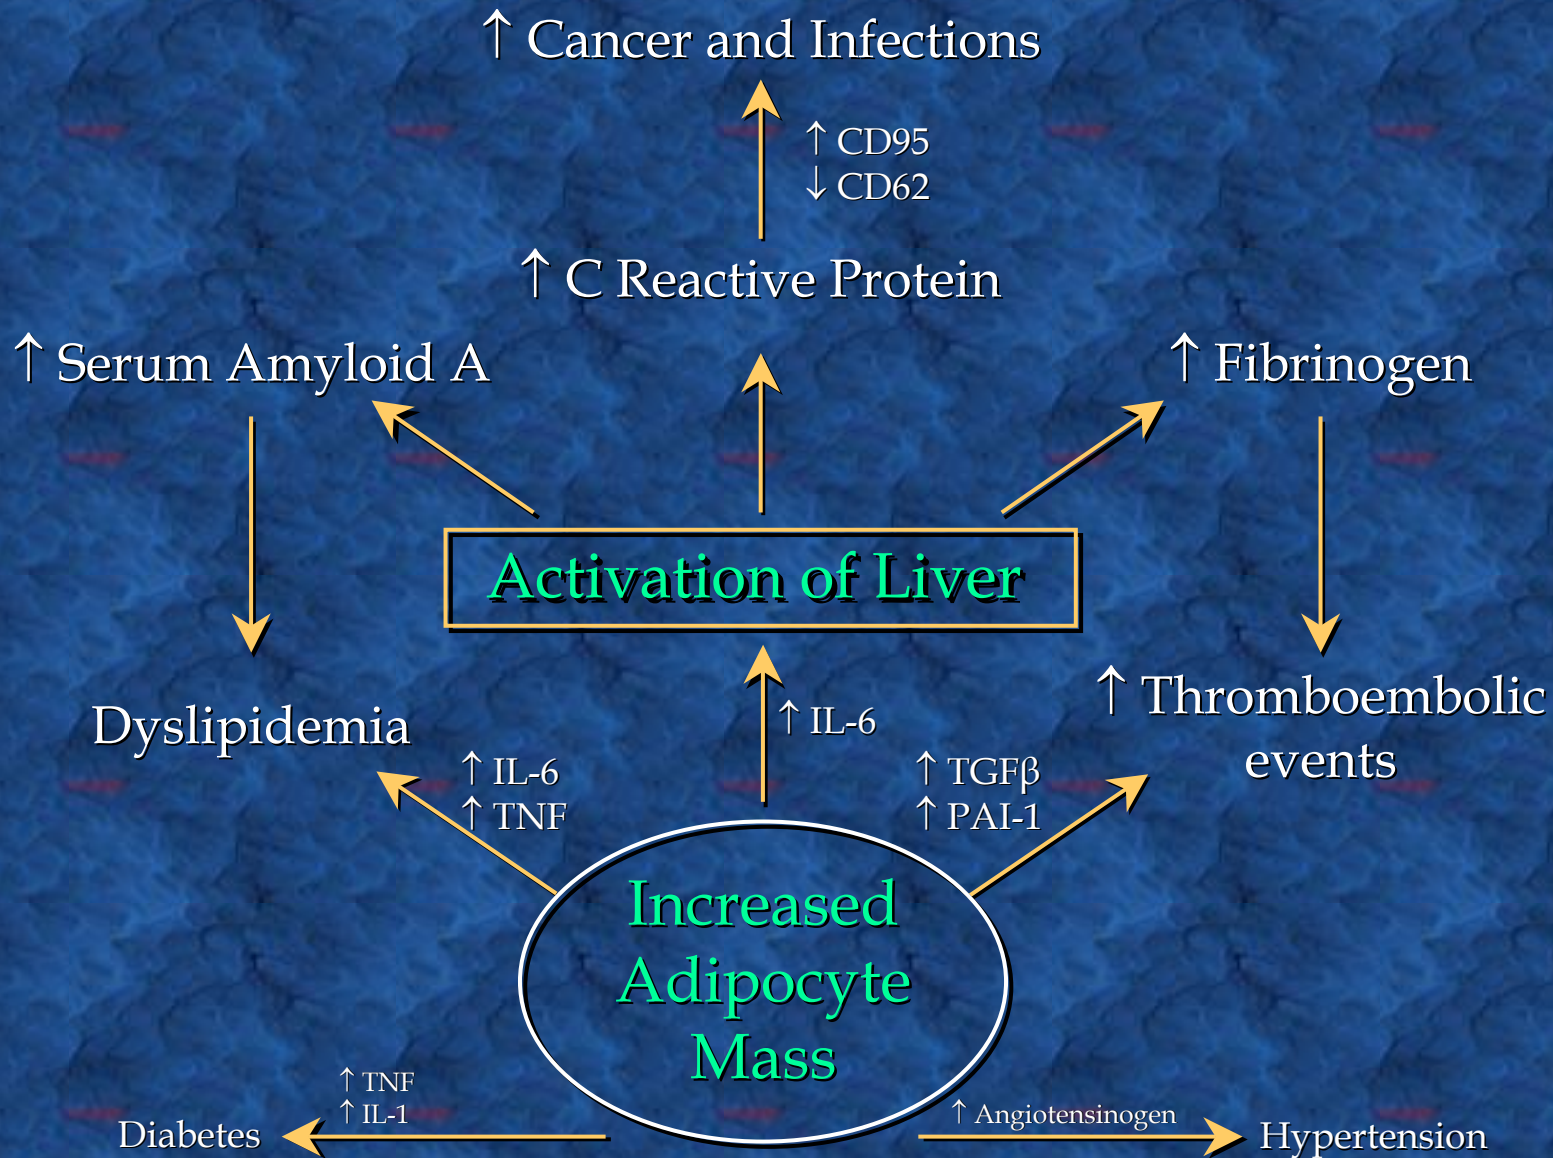 ↑ Cancer and Infections
↑ CD95
↓ CD62
↑ C Reactive Protein
↑ Serum Amyloid A
↑ Fibrinogen
Activation of Liver
Dyslipidemia
↑ IL-6
↑ Thromboembolic
events
↑ IL-6
↑ TNF
↑ TGFβ
↑ PAI-1
Increased
Adipocyte
Mass
↑ TNF
↑ IL-1
Diabetes
↑ Angiotensinogen
Hypertension